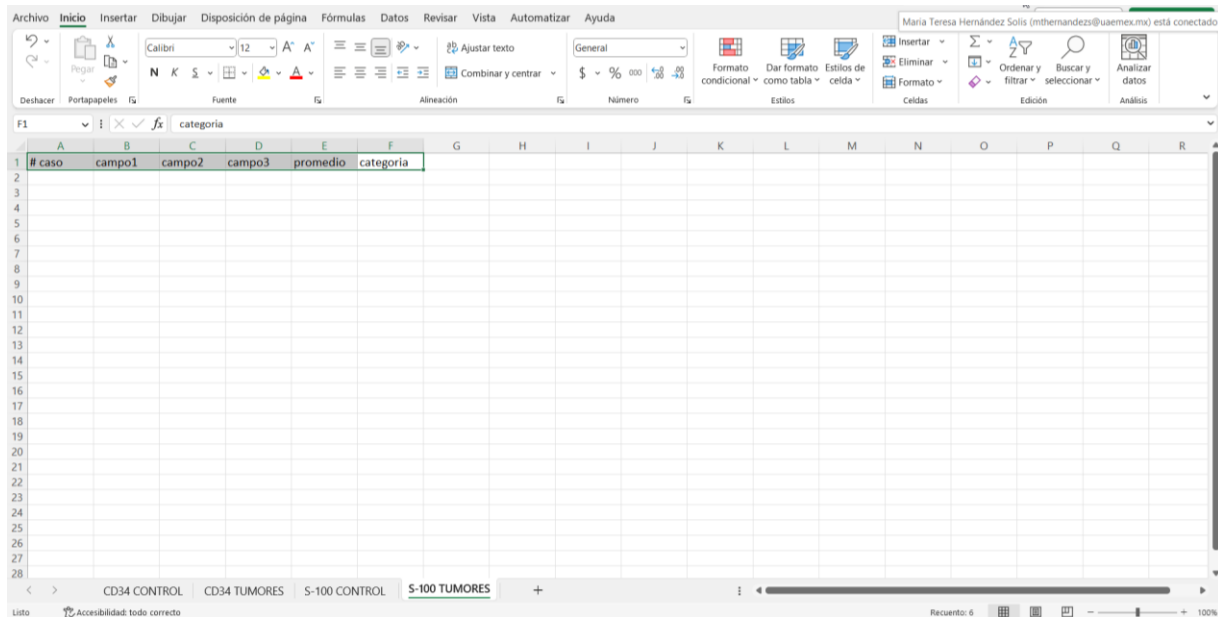 Archivo Inicio Insertar Dibujar Disposición de página Fórmulas Datos Revisar Vista Automatizar Ayuda
Maria Teresa Hernández Solís (mthernandezs@uaemex.mx) está conectado
Pegar
Calibri 12
N K S
Ajustar texto
Combinar y centrar
General
$ % 000
Formato condicional
Dar formato como tabla
Estilos de celda
Insertar
Eliminar
Formato
Ordenar y filtrar
Buscar y seleccionar
Analizar datos
Deshacer Portapapeles Fuente Alineación Número Estilos Celdas Edición Análisis
F1 fx categoria
A B C D E F G H I J K L M N O P Q R
1 # caso campo1 campo2 campo3 promedio categoria
2
3
4
5
6
7
8
9
10
11
12
13
14
15
16
17
18
19
20
21
22
23
24
25
26
27
28
CD34 CONTROL CD34 TUMORES S-100 CONTROL S-100 TUMORES +
Listo Accesibilidad: todo correcto Recuento: 6 - + 100%